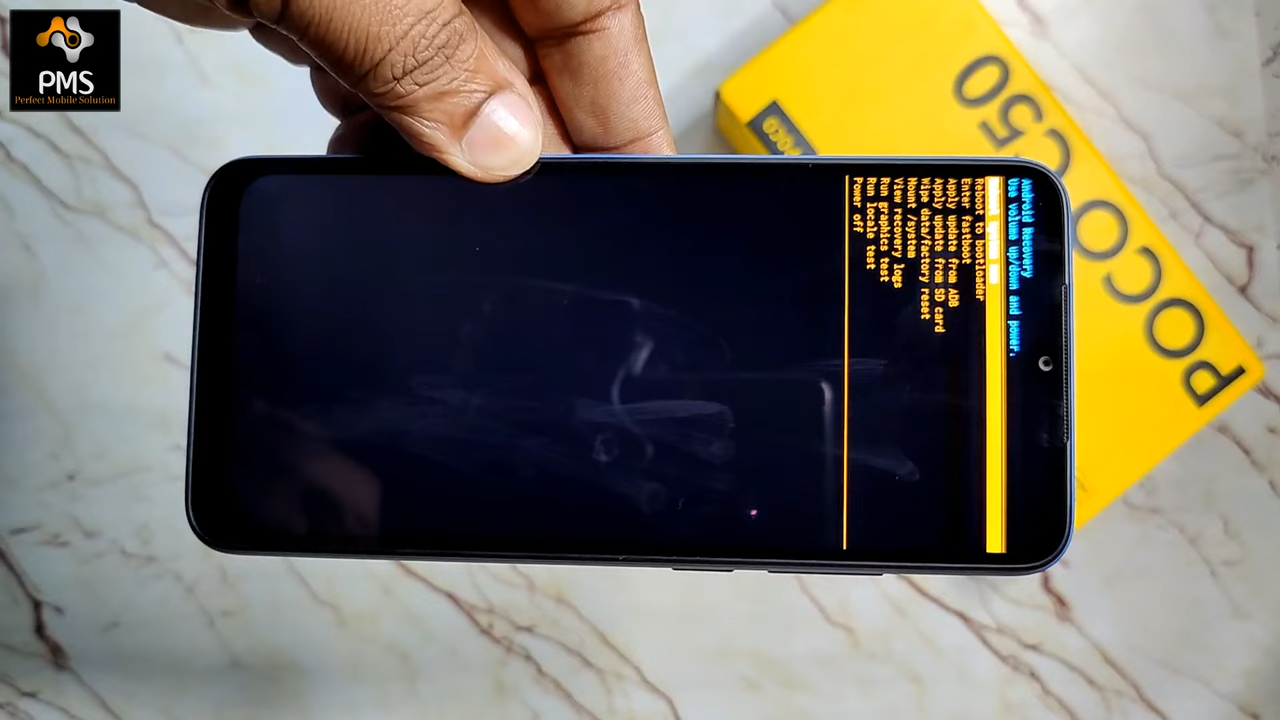 PMS
Perfect Mobile Solution
POCO C50
POCO
Android Recovery
Use volume up/down and power.
Reboot system now
Reboot to bootloader
Enter fastboot
Apply update from ADB
Apply update from SD card
Wipe data/factory reset
Mount /system
View recovery logs
Run graphics test
Run locale test
Power off